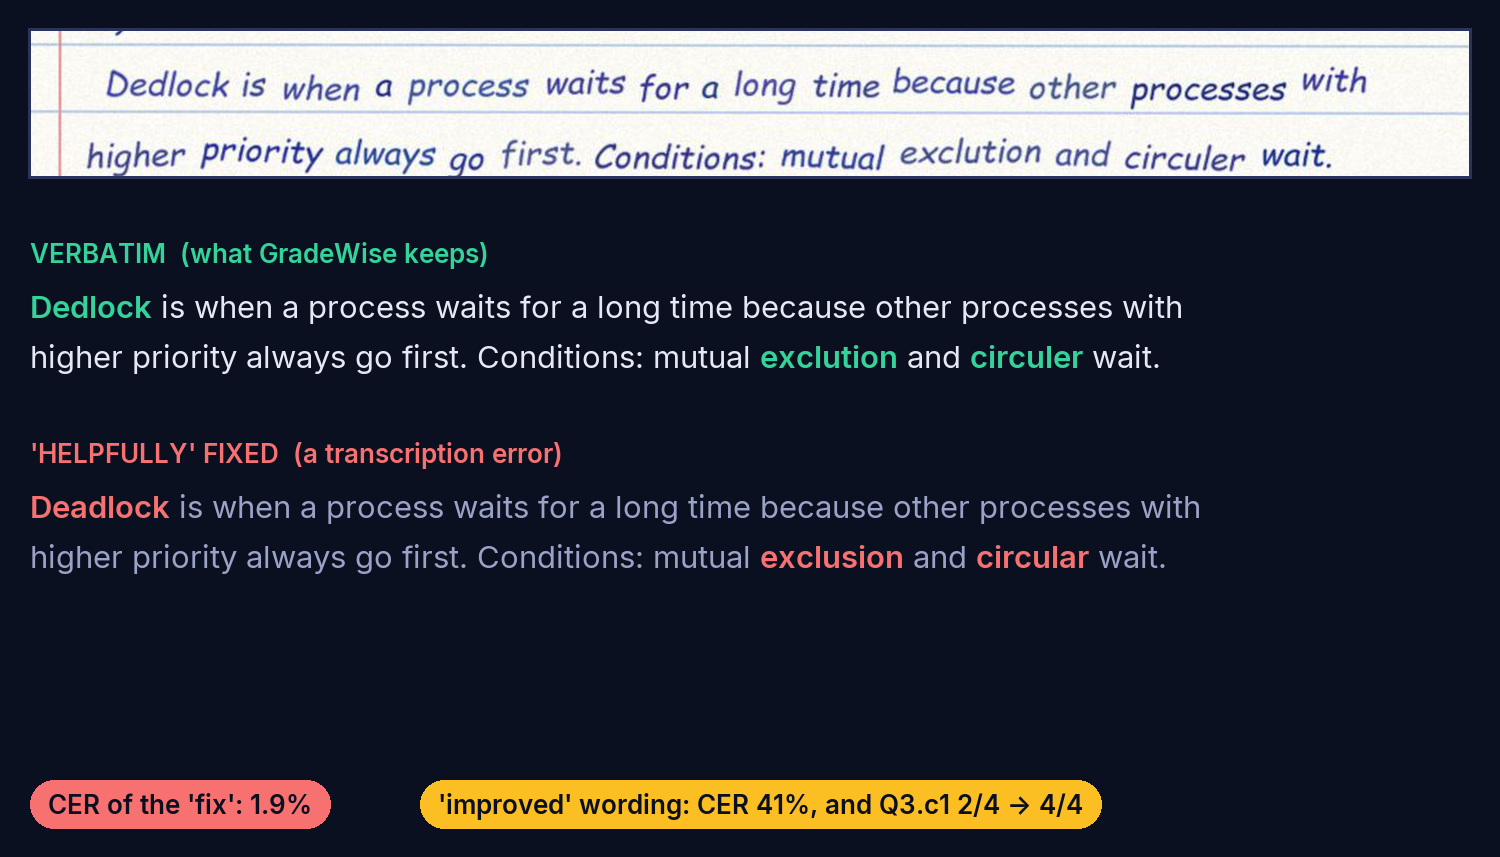 Dedlock is when a process waits for a long time because other processes with
higher priority always go first. Conditions: mutual exclution and circuler wait.
VERBATIM (what GradeWise keeps)
Dedlock is when a process waits for a long time because other processes with
higher priority always go first. Conditions: mutual exclution and circuler wait.
'HELPFULLY' FIXED (a transcription error)
Deadlock is when a process waits for a long time because other processes with
higher priority always go first. Conditions: mutual exclusion and circular wait.
CER of the 'fix': 1.9%
'improved' wording: CER 41%, and Q3.c1 2/4 → 4/4